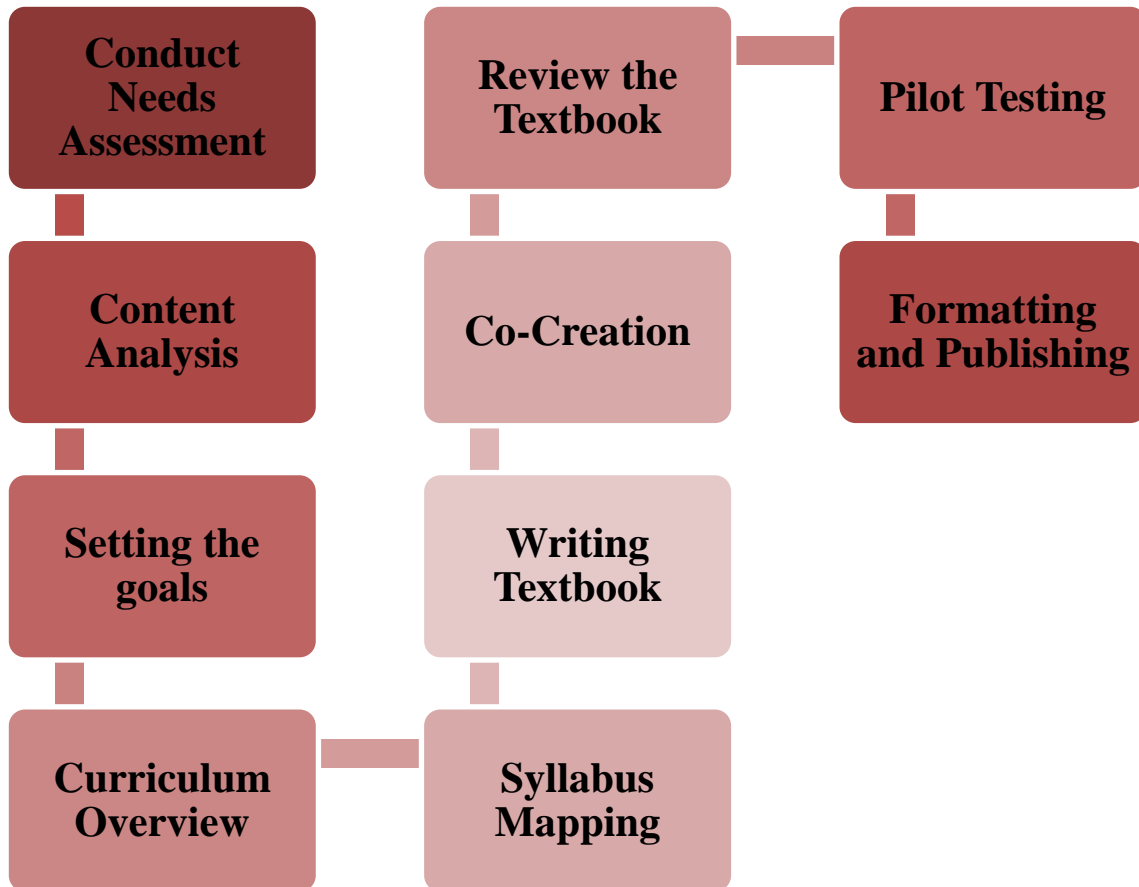 Conduct
Needs
Assessment
Content
Analysis
Setting the
goals
Curriculum
Overview
Syllabus
Mapping
Writing
Textbook
Co-Creation
Review the
Textbook
Pilot Testing
Formatting
and Publishing